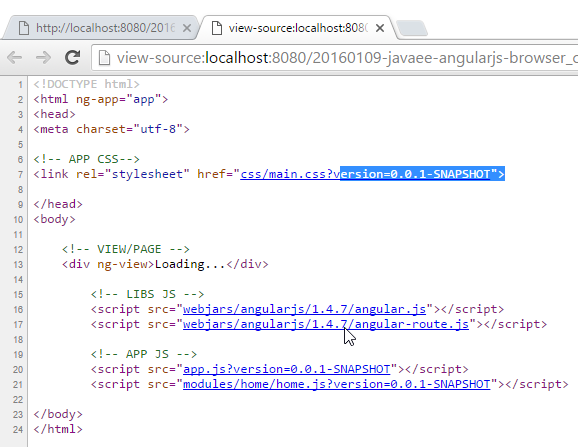 http://localhost:8080/2016
view-source:localhost:80
view-source:localhost:8080/20160109-javaee-angularjs-browser_c
1 <!DOCTYPE html>
2 <html ng-app="app">
3 <head>
4 <meta charset="utf-8">
5
6 <!-- APP CSS-->
7 <link rel="stylesheet" href="css/main.css?version=0.0.1-SNAPSHOT">
8
9 </head>
10 <body>
11
12 <!-- VIEW/PAGE -->
13 <div ng-view>Loading...</div>
14
15 <!-- LIBS JS -->
16 <script src="webjars/angularjs/1.4.7/angular.js"></script>
17 <script src="webjars/angularjs/1.4.7/angular-route.js"></script>
18
19 <!-- APP JS -->
20 <script src="app.js?version=0.0.1-SNAPSHOT"></script>
21 <script src="modules/home/home.js?version=0.0.1-SNAPSHOT"></script>
22
23 </body>
24 </html>